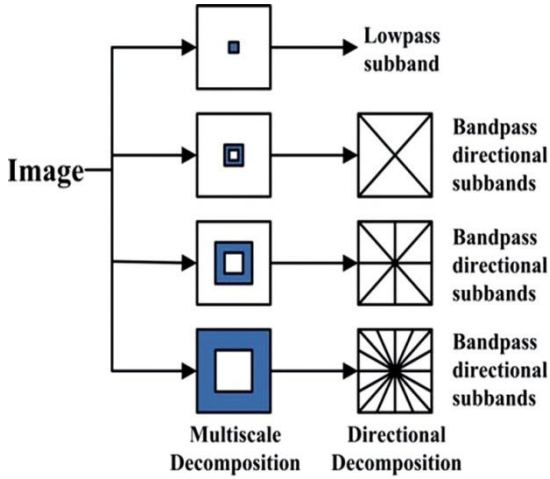 Lowpass
subband
Image
Bandpass
directional
subbands
Bandpass
directional
subbands
Bandpass
directional
subbands
Multiscale
Decomposition
Directional
Decomposition